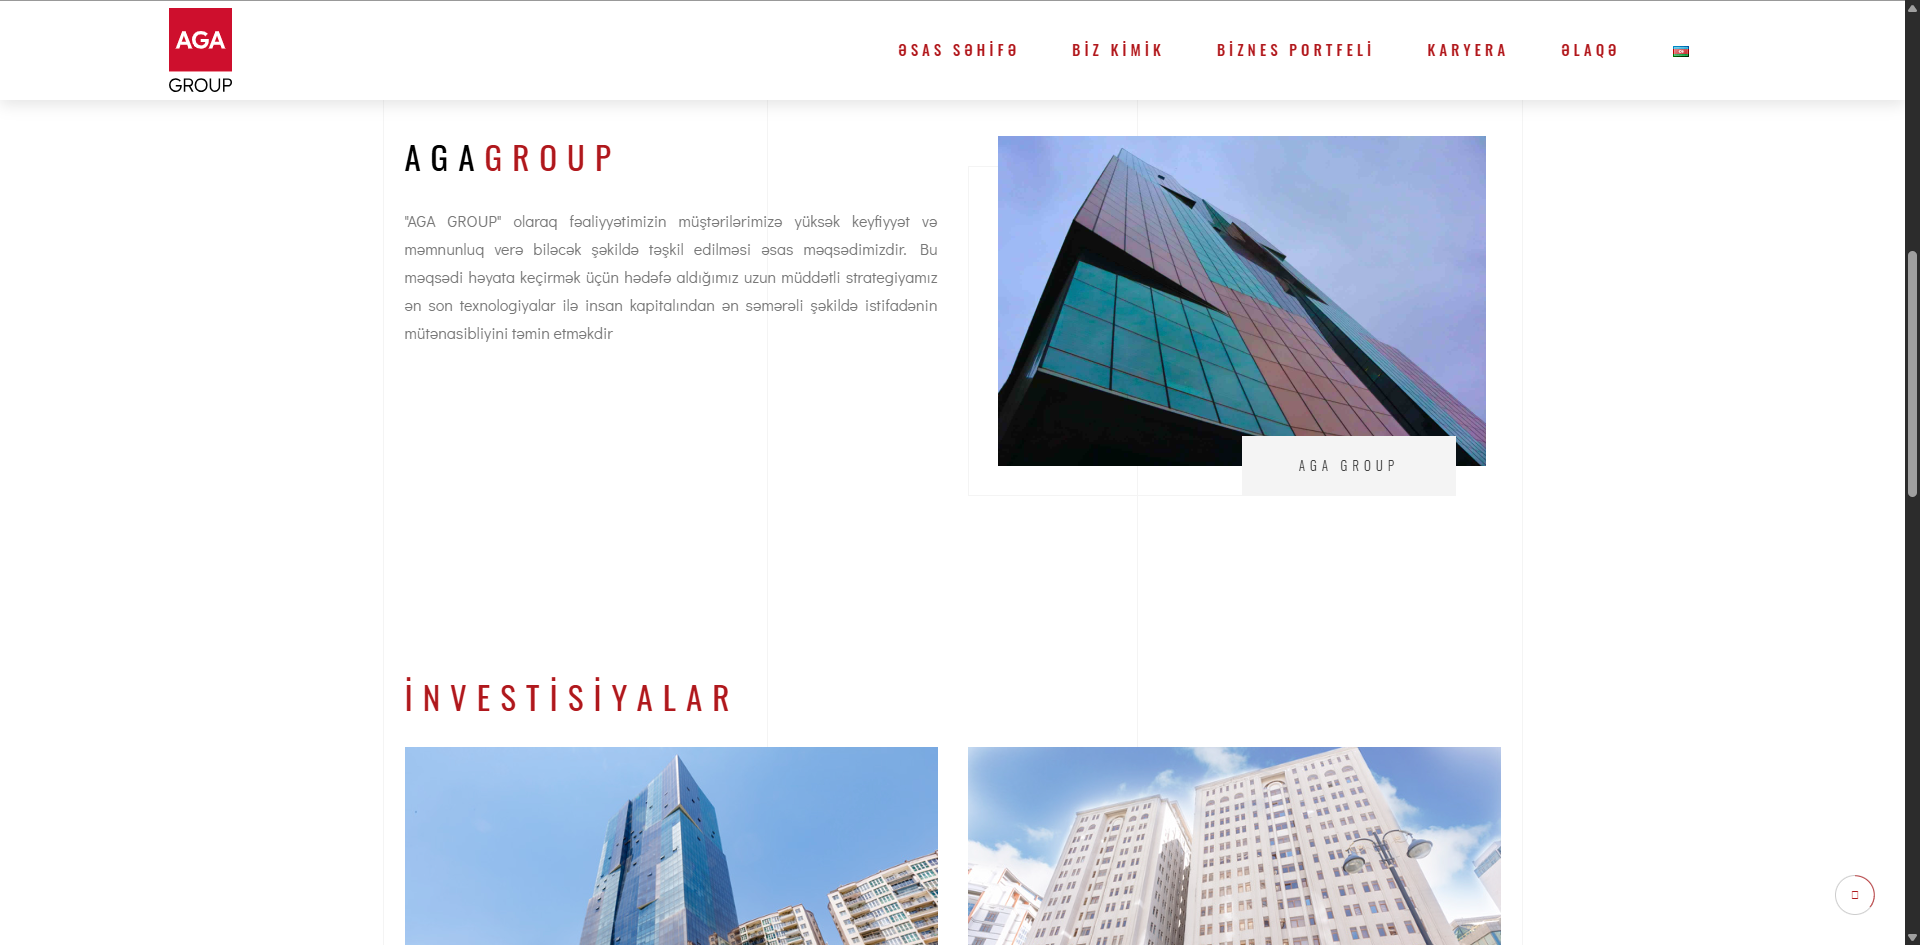 AGA
GROUP
ƏSAS SƏHİFƏ
BİZ KİMİK
BİZNES PORTFELİ
KARYERA
ƏLAQƏ
AGAGROUP
"AGA GROUP" olaraq fəaliyyətimizin müştərilərimizə yüksək keyfiyyət və
məmnunluq verə biləcək şəkildə təşkil edilməsi əsas məqsədimizdir. Bu
məqsədi həyata keçirmək üçün hədəfə aldığımız uzun müddətli strategiyamız
ən son texnologiyalar ilə insan kapitalından ən səmərəli şəkildə istifadənin
mütənasibliyini təmin etməkdir
AGA GROUP
İNVESTİSİYALAR